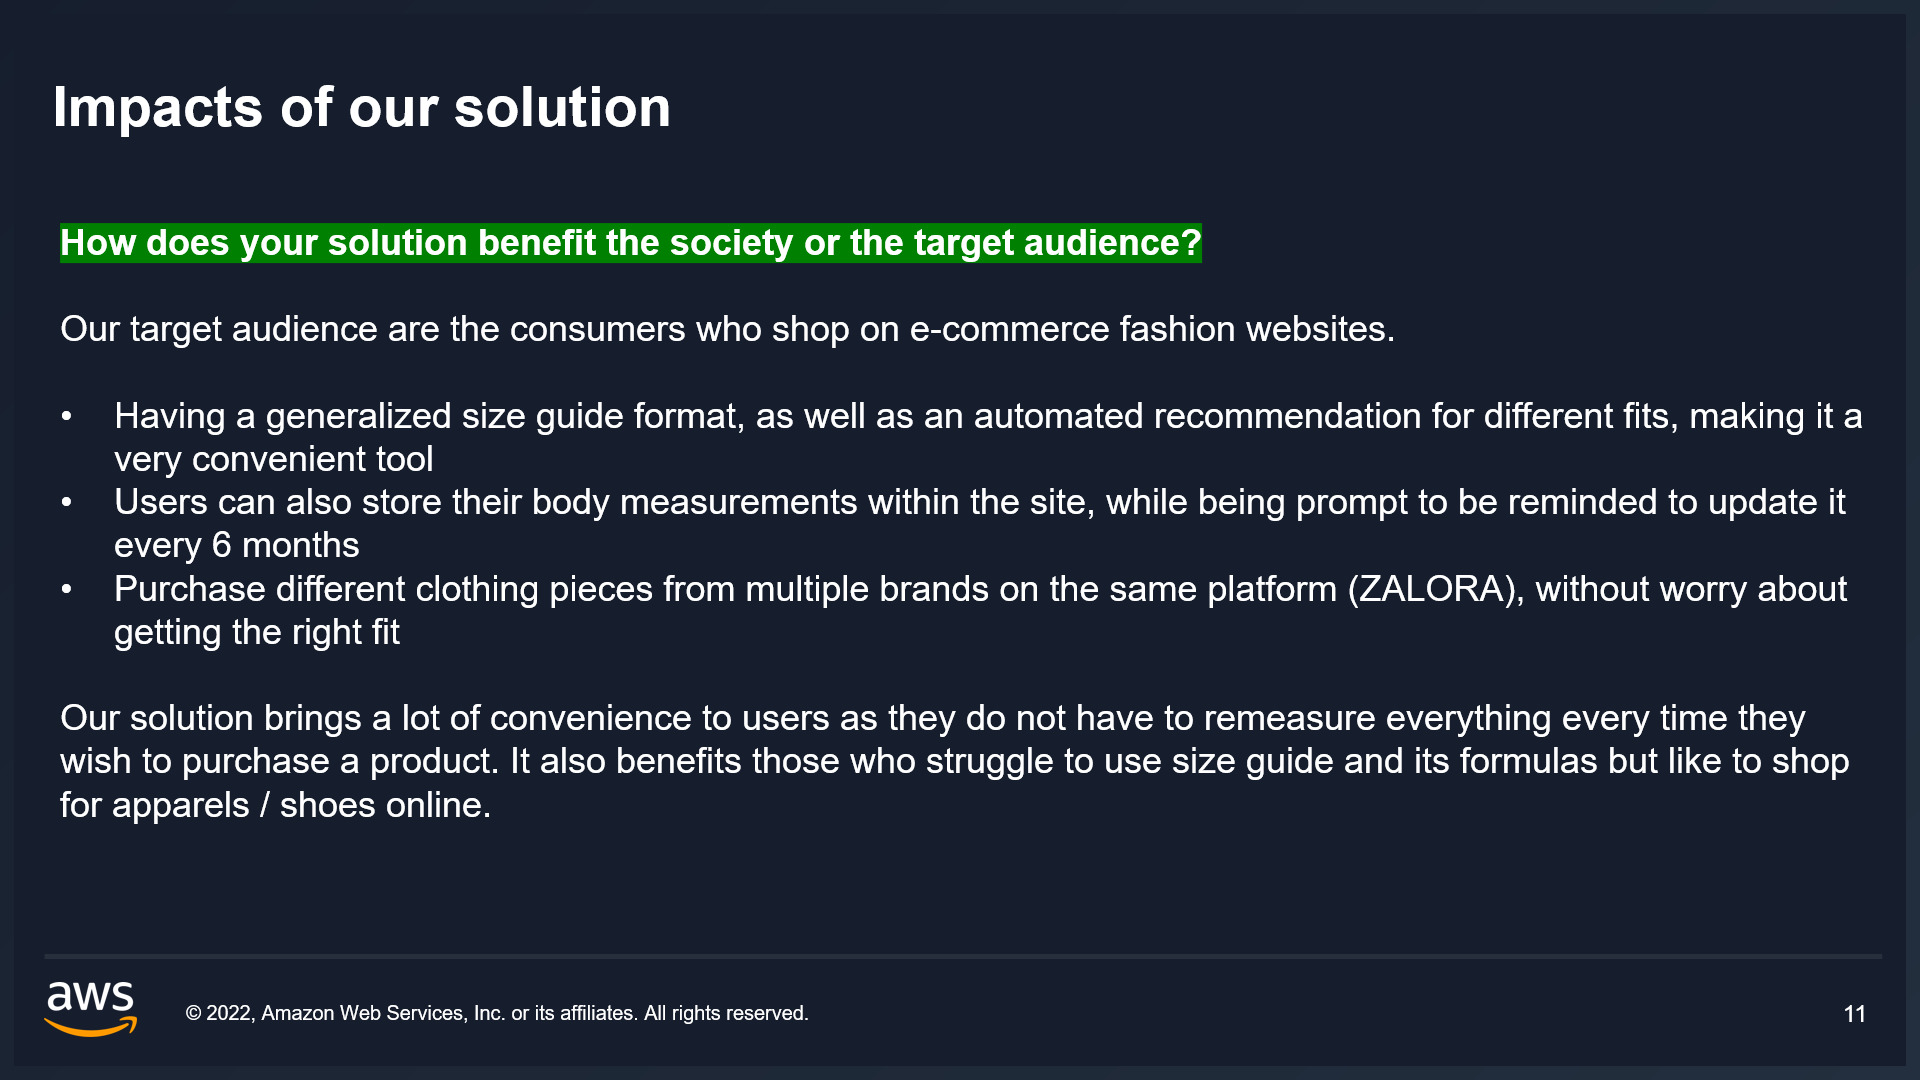 Impacts of our solution
How does your solution benefit the society or the target audience?
Our target audience are the consumers who shop on e-commerce fashion websites.
• Having a generalized size guide format, as well as an automated recommendation for different fits, making it a
very convenient tool
• Users can also store their body measurements within the site, while being prompt to be reminded to update it
every 6 months
• Purchase different clothing pieces from multiple brands on the same platform (ZALORA), without worry about
getting the right fit
Our solution brings a lot of convenience to users as they do not have to remeasure everything every time they
wish to purchase a product. It also benefits those who struggle to use size guide and its formulas but like to shop
for apparels / shoes online.
aws
© 2022, Amazon Web Services, Inc. or its affiliates. All rights reserved.
11